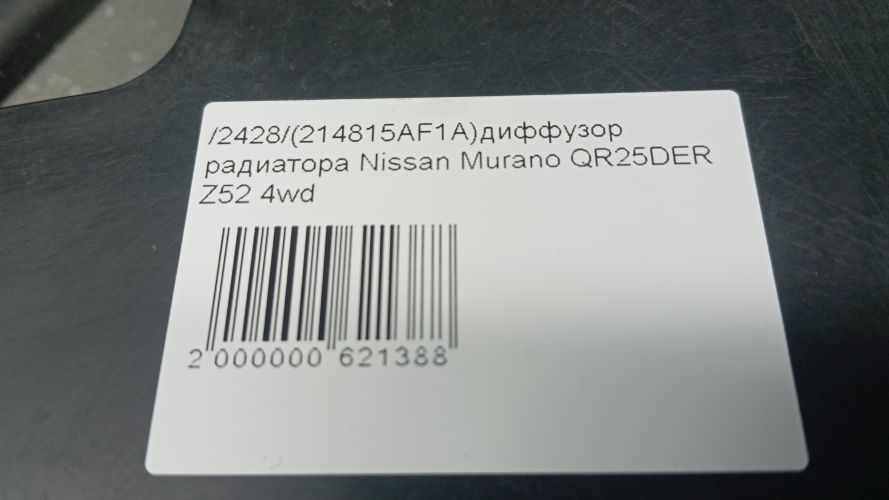 /2428/(214815AF1A)диффузор
радиатора Nissan Murano QR25DER
Z52 4wd
2 000000 621388